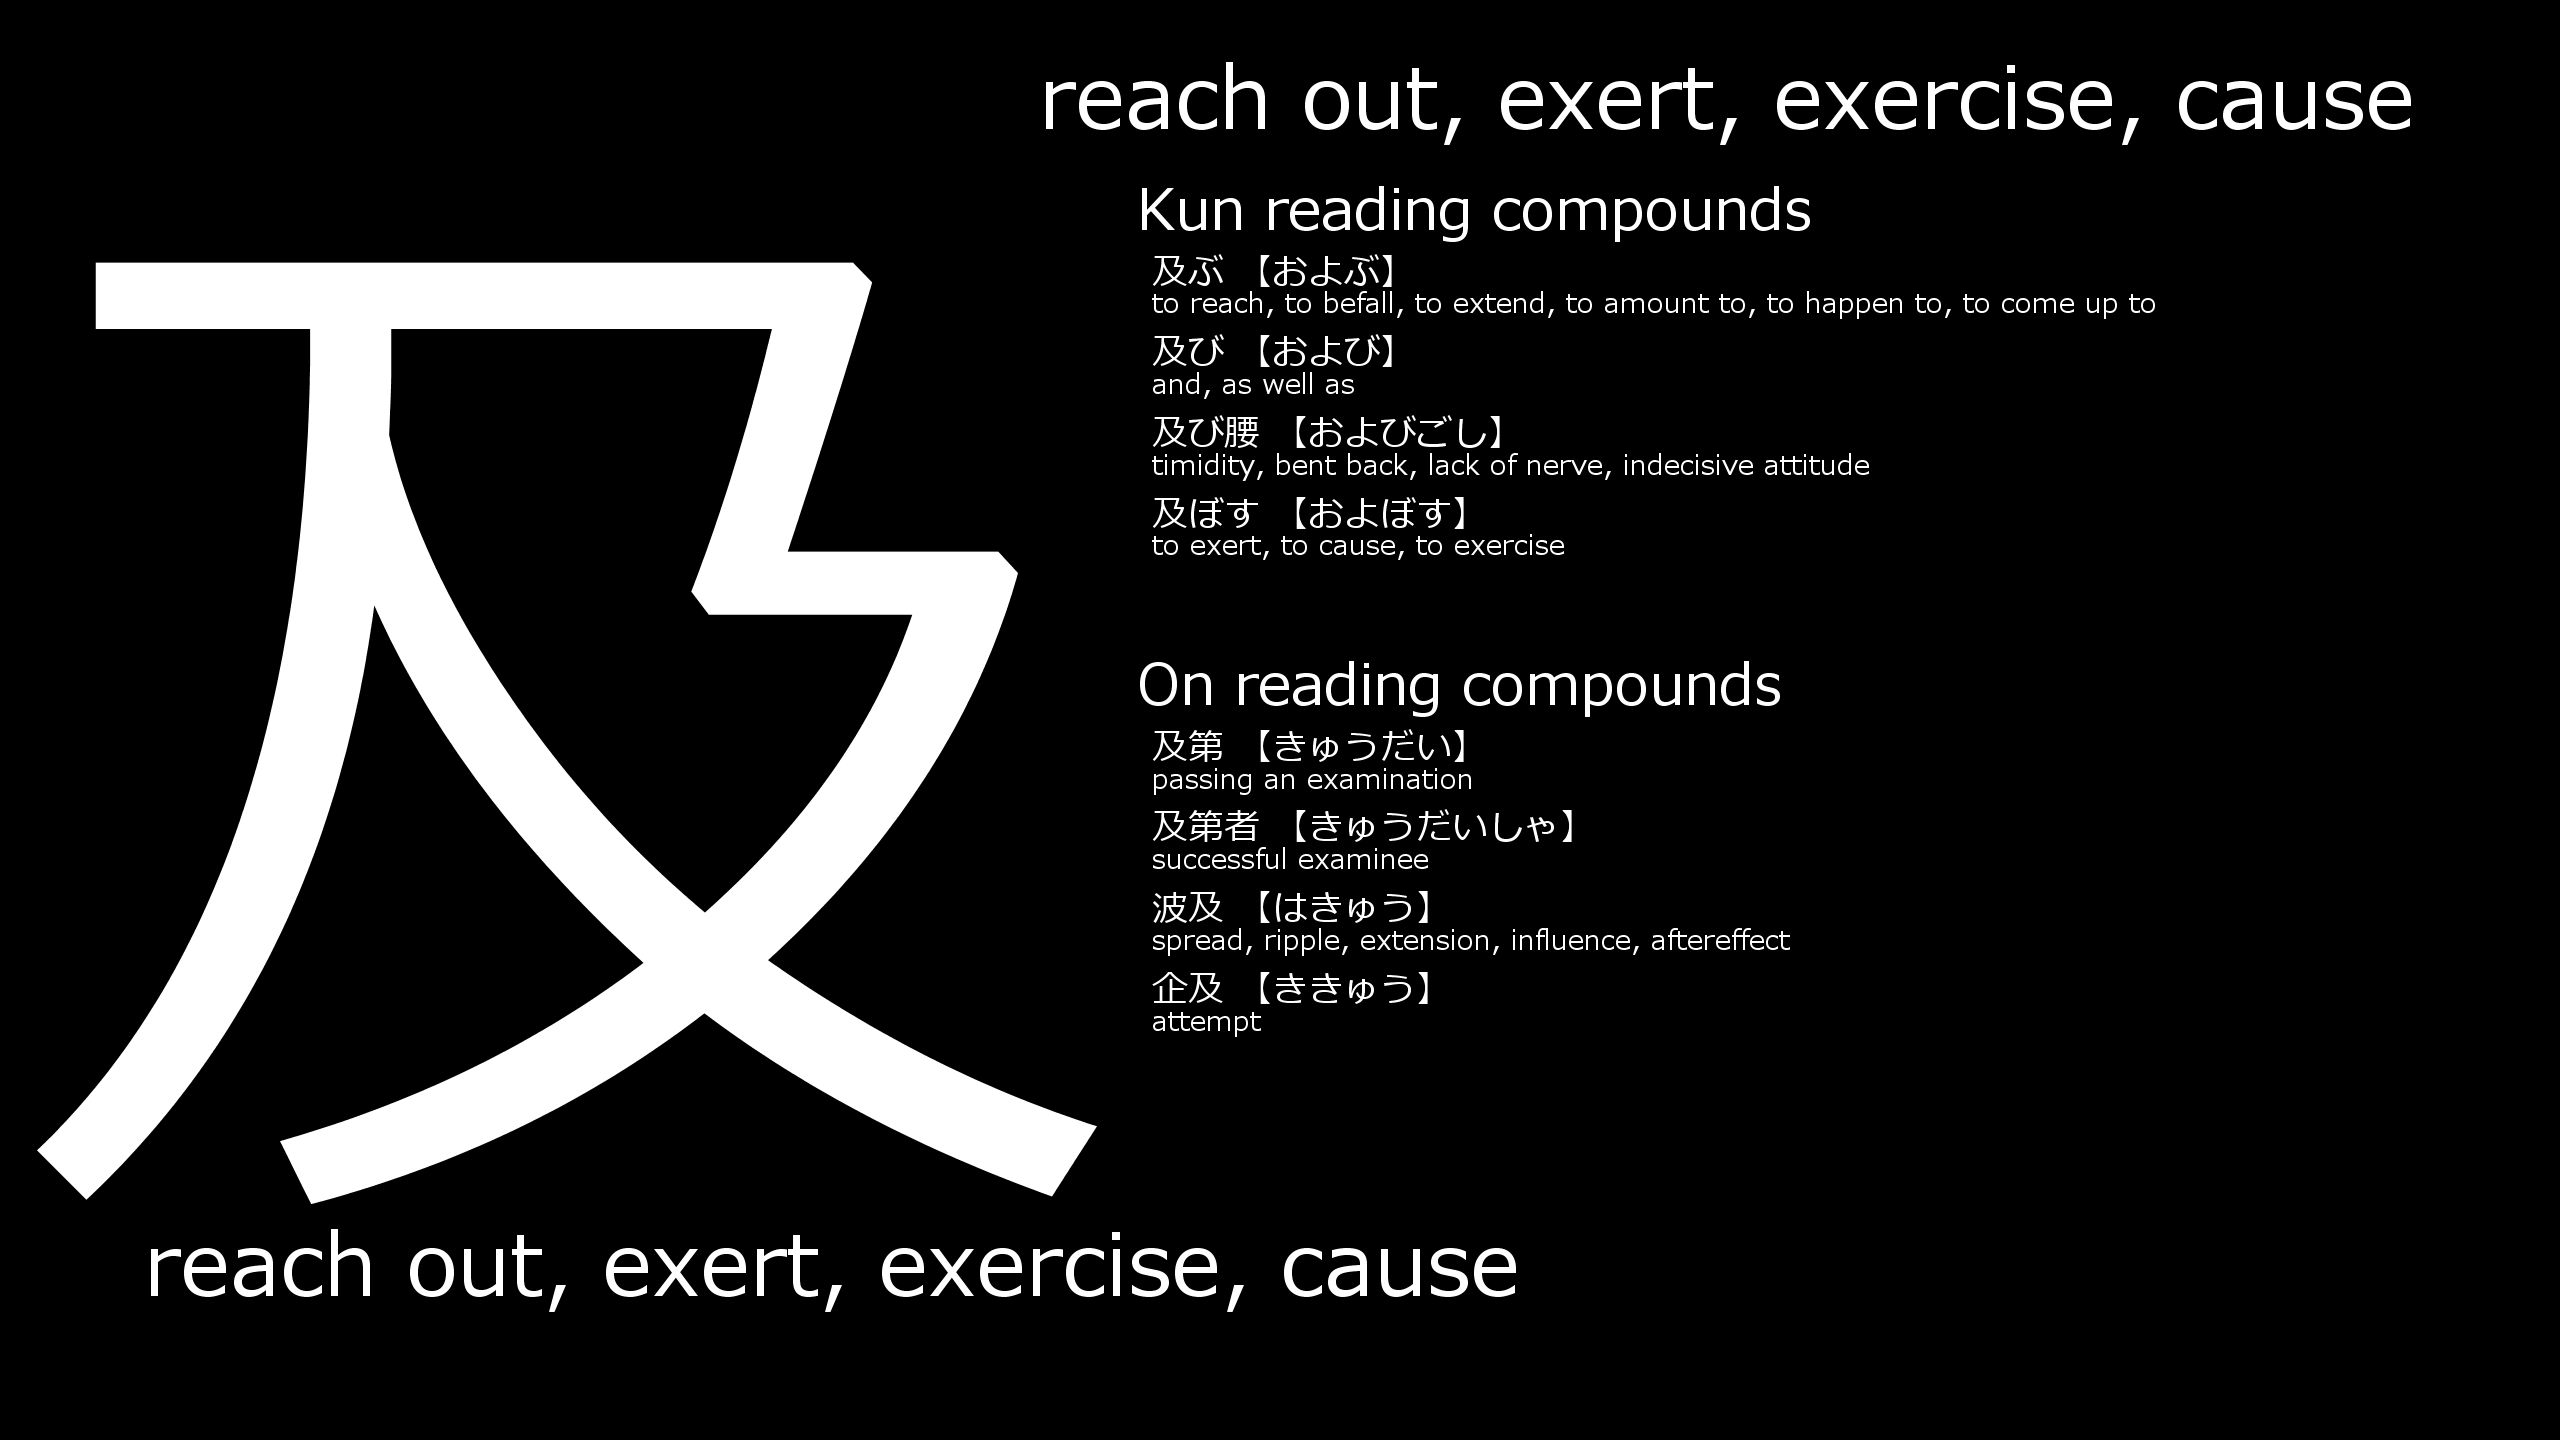 reach out, exert, exercise, cause
及
Kun reading compounds
及ぶ 【およぶ】
to reach, to befall, to extend, to amount to, to happen to, to come up to
及び 【および】
and, as well as
及び腰 【およびごし】
timidity, bent back, lack of nerve, indecisive attitude
及ぼす 【およぼす】
to exert, to cause, to exercise
On reading compounds
及第 【きゅうだい】
passing an examination
及第者 【きゅうだいしゃ】
successful examinee
波及 【はきゅう】
spread, ripple, extension, influence, aftereffect
企及 【ききゅう】
attempt
reach out, exert, exercise, cause